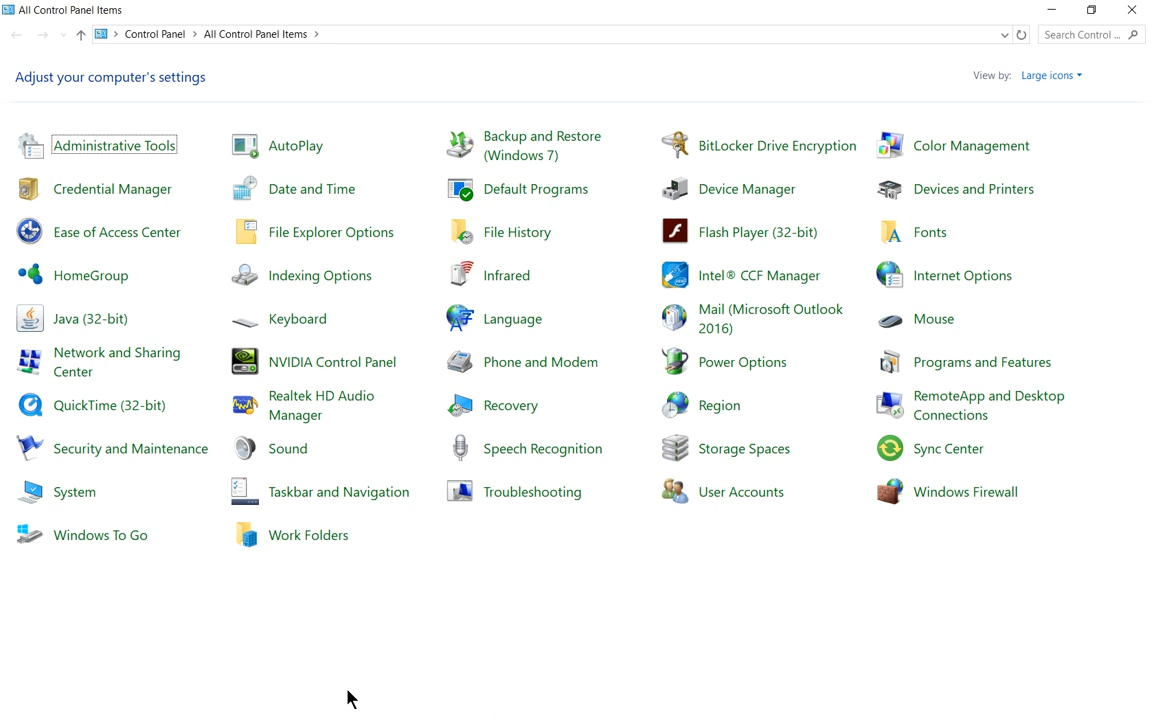 All Control Panel Items
Control Panel All Control Panel Items
Search Control ...
Adjust your computer's settings
View by: Large icons
Administrative Tools
AutoPlay
Backup and Restore
(Windows 7)
BitLocker Drive Encryption
Color Management
Credential Manager
Date and Time
Default Programs
Device Manager
Devices and Printers
Ease of Access Center
File Explorer Options
File History
Flash Player (32-bit)
Fonts
HomeGroup
Indexing Options
Infrared
Intel® CCF Manager
Internet Options
Java (32-bit)
Keyboard
Language
Mail (Microsoft Outlook
2016)
Mouse
Network and Sharing
Center
NVIDIA Control Panel
Phone and Modem
Power Options
Programs and Features
QuickTime (32-bit)
Realtek HD Audio
Manager
Recovery
Region
RemoteApp and Desktop
Connections
Security and Maintenance
Sound
Speech Recognition
Storage Spaces
Sync Center
System
Taskbar and Navigation
Troubleshooting
User Accounts
Windows Firewall
Windows To Go
Work Folders